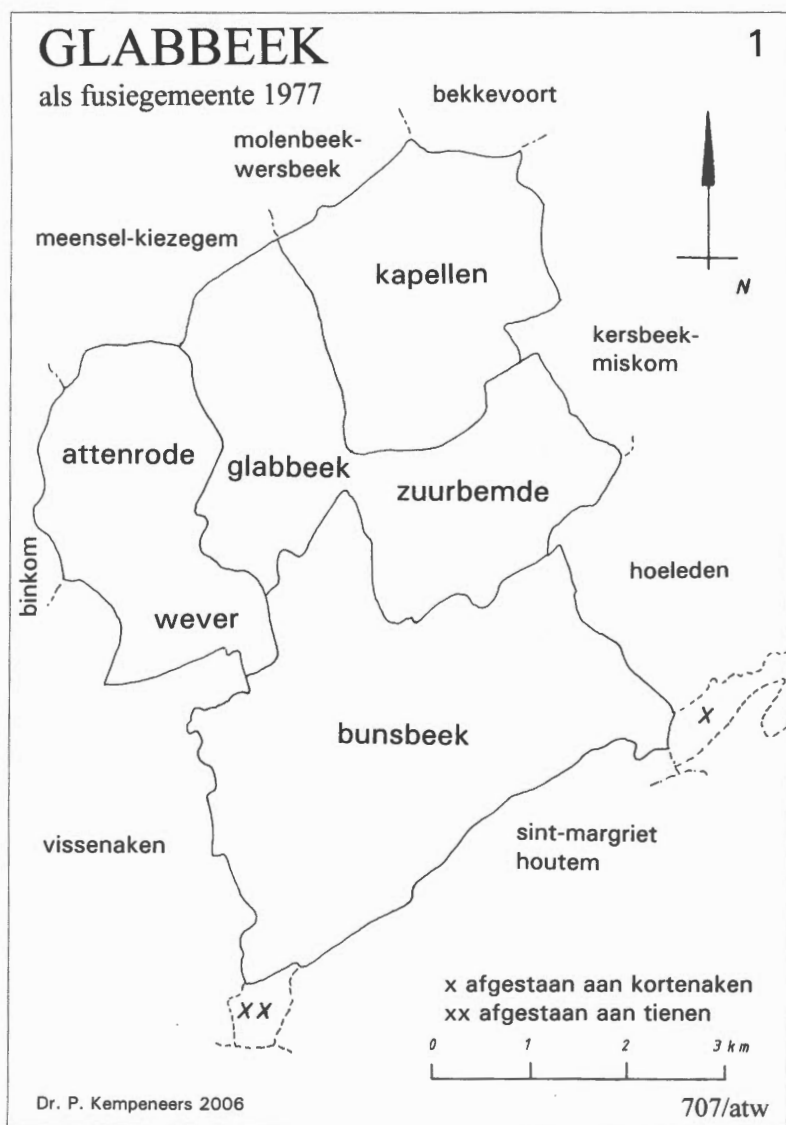 GLABBEEK
1
als fusiegemeente 1977
bekkevoort
molenbeek-
wersbeek
meensel-kiezegem
kapellen
N
kersbeek-
miskom
attenrode
glabbeek
zuurbemde
binkom
hoeleden
wever
x
bunsbeek
vissenaken
sint-margriet
houtem
x afgestaan aan kortenaken
xx
xx afgestaan aan tienen
0 1 2 3 km
Dr. P. Kempeneers 2006
707/atw